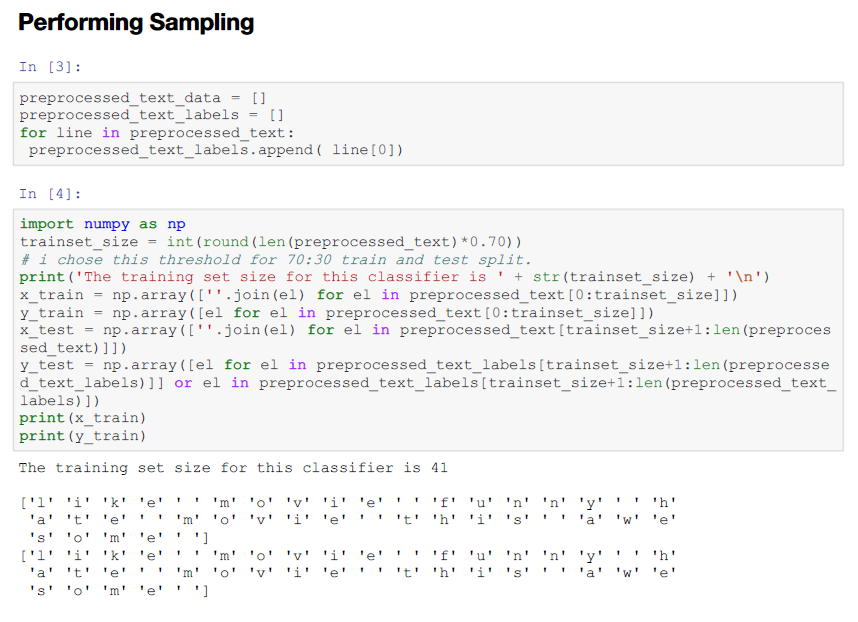 Performing Sampling
In [3]:
preprocessed_text_data = []
preprocessed_text_labels = []
for line in preprocessed_text:
 preprocessed_text_labels.append( line[0])
In [4]:
import numpy as np
trainset_size = int(round(len(preprocessed_text)*0.70))
# i chose this threshold for 70:30 train and test split.
print('The training set size for this classifier is ' + str(trainset_size) + '\n')
x_train = np.array([''.join(el) for el in preprocessed_text[0:trainset_size]])
y_train = np.array([el for el in preprocessed_text[0:trainset_size]])
x_test = np.array([''.join(el) for el in preprocessed_text[trainset_size+1:len(preproces
sed_text)]])
y_test = np.array([el for el in preprocessed_text_labels[trainset_size+1:len(preprocesse
d_text_labels)]] or el in preprocessed_text_labels[trainset_size+1:len(preprocessed_text_
labels)])
print(x_train)
print(y_train)
The training set size for this classifier is 41
['l' 'i' 'k' 'e' ' ' 'm' 'o' 'v' 'i' 'e' ' ' 'f' 'u' 'n' 'n' 'y' ' ' 'h'
 'a' 't' 'e' ' ' 'm' 'o' 'v' 'i' 'e' ' ' 't' 'h' 'i' 's' ' ' 'a' 'w' 'e'
 's' 'o' 'm' 'e' ' ']
['l' 'i' 'k' 'e' ' ' 'm' 'o' 'v' 'i' 'e' ' ' 'f' 'u' 'n' 'n' 'y' ' ' 'h'
 'a' 't' 'e' ' ' 'm' 'o' 'v' 'i' 'e' ' ' 't' 'h' 'i' 's' ' ' 'a' 'w' 'e'
 's' 'o' 'm' 'e' ' ']